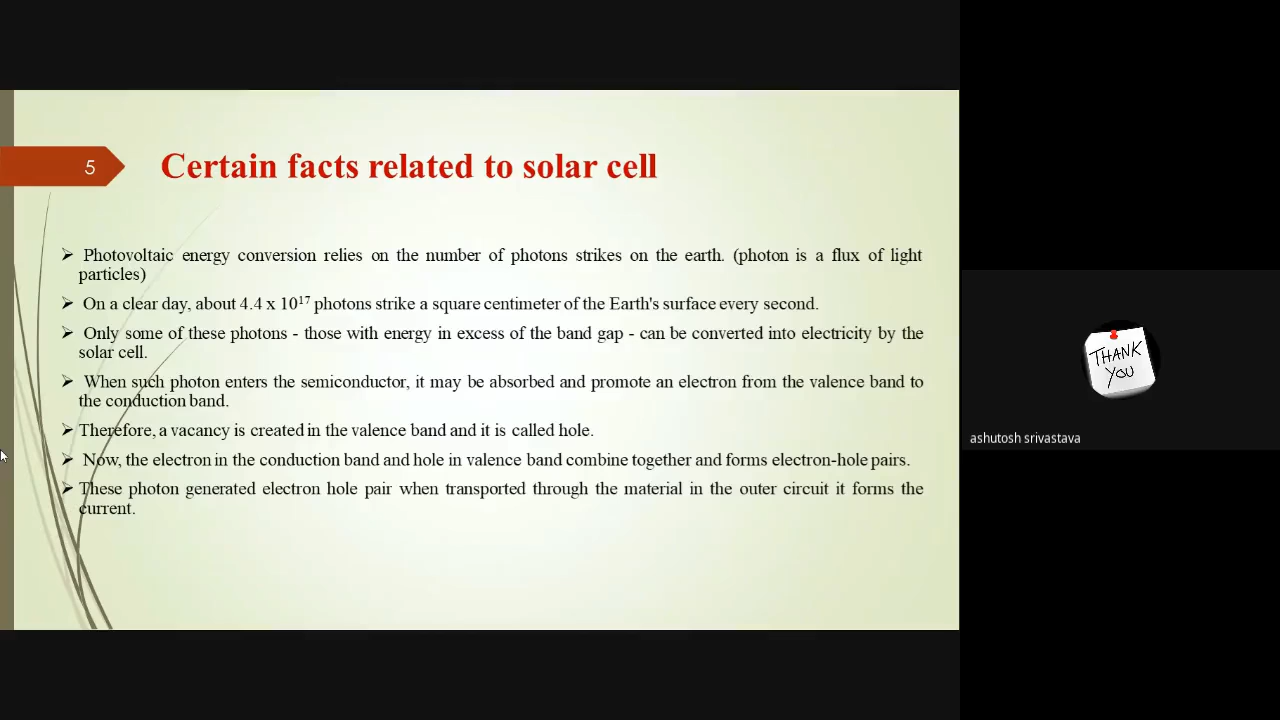 5
Certain facts related to solar cell
➢ Photovoltaic energy conversion relies on the number of photons strikes on the earth. (photon is a flux of light
particles)
➢ On a clear day, about 4.4 x 10¹⁷ photons strike a square centimeter of the Earth's surface every second.
➢ Only some of these photons - those with energy in excess of the band gap - can be converted into electricity by the
solar cell.
➢ When such photon enters the semiconductor, it may be absorbed and promote an electron from the valence band to
the conduction band.
➢ Therefore, a vacancy is created in the valence band and it is called hole.
➢ Now, the electron in the conduction band and hole in valence band combine together and forms electron-hole pairs.
➢ These photon generated electron hole pair when transported through the material in the outer circuit it forms the
current.
THANK
YOU
ashutosh srivastava